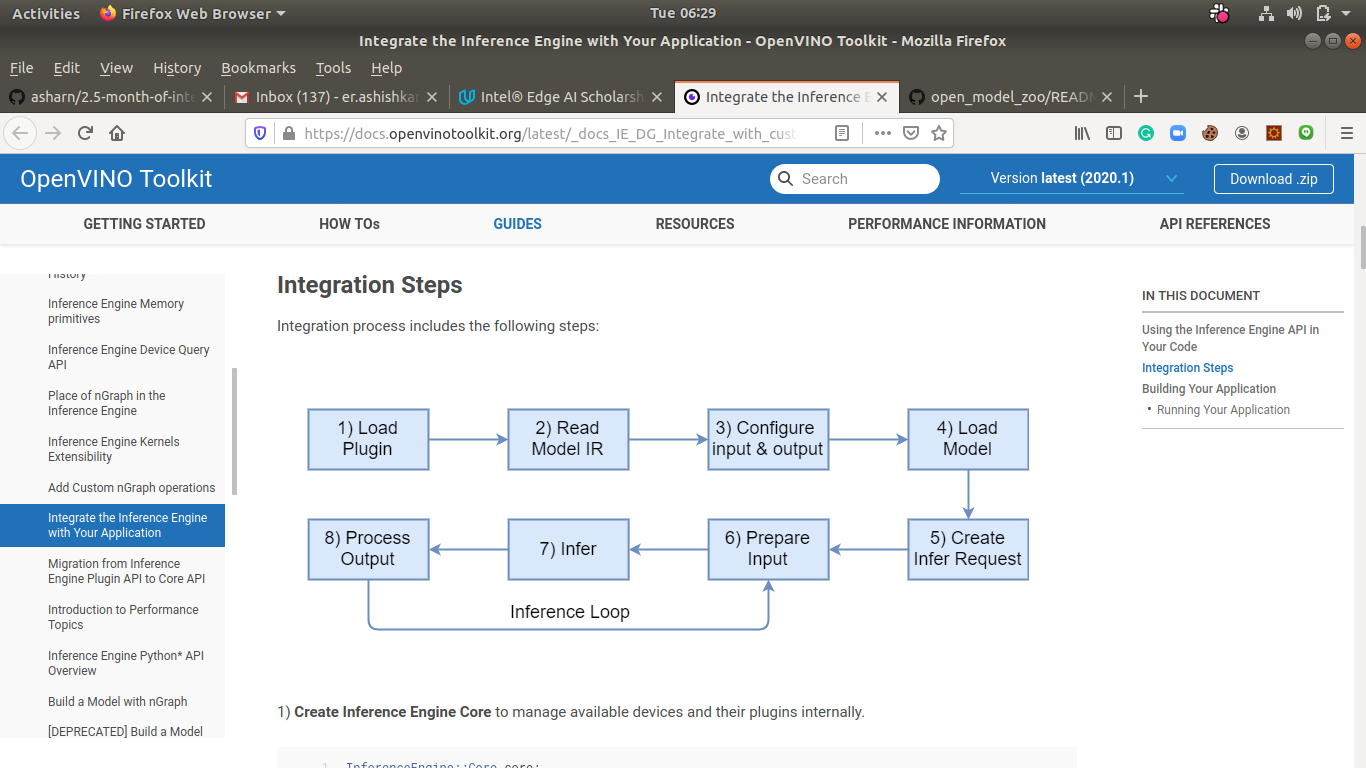 Activities
Firefox Web Browser
Tue 06:29
Integrate the Inference Engine with Your Application - OpenVINO Toolkit - Mozilla Firefox
File Edit View History Bookmarks Tools Help
asharn/2.5-month-of-inte
Inbox (137) - er.ashishkar
Intel® Edge AI Scholarsh
Integrate the Inference E
open_model_zoo/READM
https://docs.openvinotoolkit.org/latest/_docs_IE_DG_Integrate_with_cust
OpenVINO Toolkit
Search
Version latest (2020.1)
Download .zip
GETTING STARTED
HOW TOs
GUIDES
RESOURCES
PERFORMANCE INFORMATION
API REFERENCES
History
Inference Engine Memory
primitives
Inference Engine Device Query
API
Place of nGraph in the
Inference Engine
Inference Engine Kernels
Extensibility
Add Custom nGraph operations
Integrate the Inference Engine
with Your Application
Migration from Inference
Engine Plugin API to Core API
Introduction to Performance
Topics
Inference Engine Python* API
Overview
Build a Model with nGraph
[DEPRECATED] Build a Model
Integration Steps
Integration process includes the following steps:
1) Load
Plugin
2) Read
Model IR
3) Configure
input & output
4) Load
Model
5) Create
Infer Request
6) Prepare
Input
7) Infer
8) Process
Output
Inference Loop
1) Create Inference Engine Core to manage available devices and their plugins internally.
1 InferenceEngine::Core core;
IN THIS DOCUMENT
Using the Inference Engine API in
Your Code
Integration Steps
Building Your Application
• Running Your Application